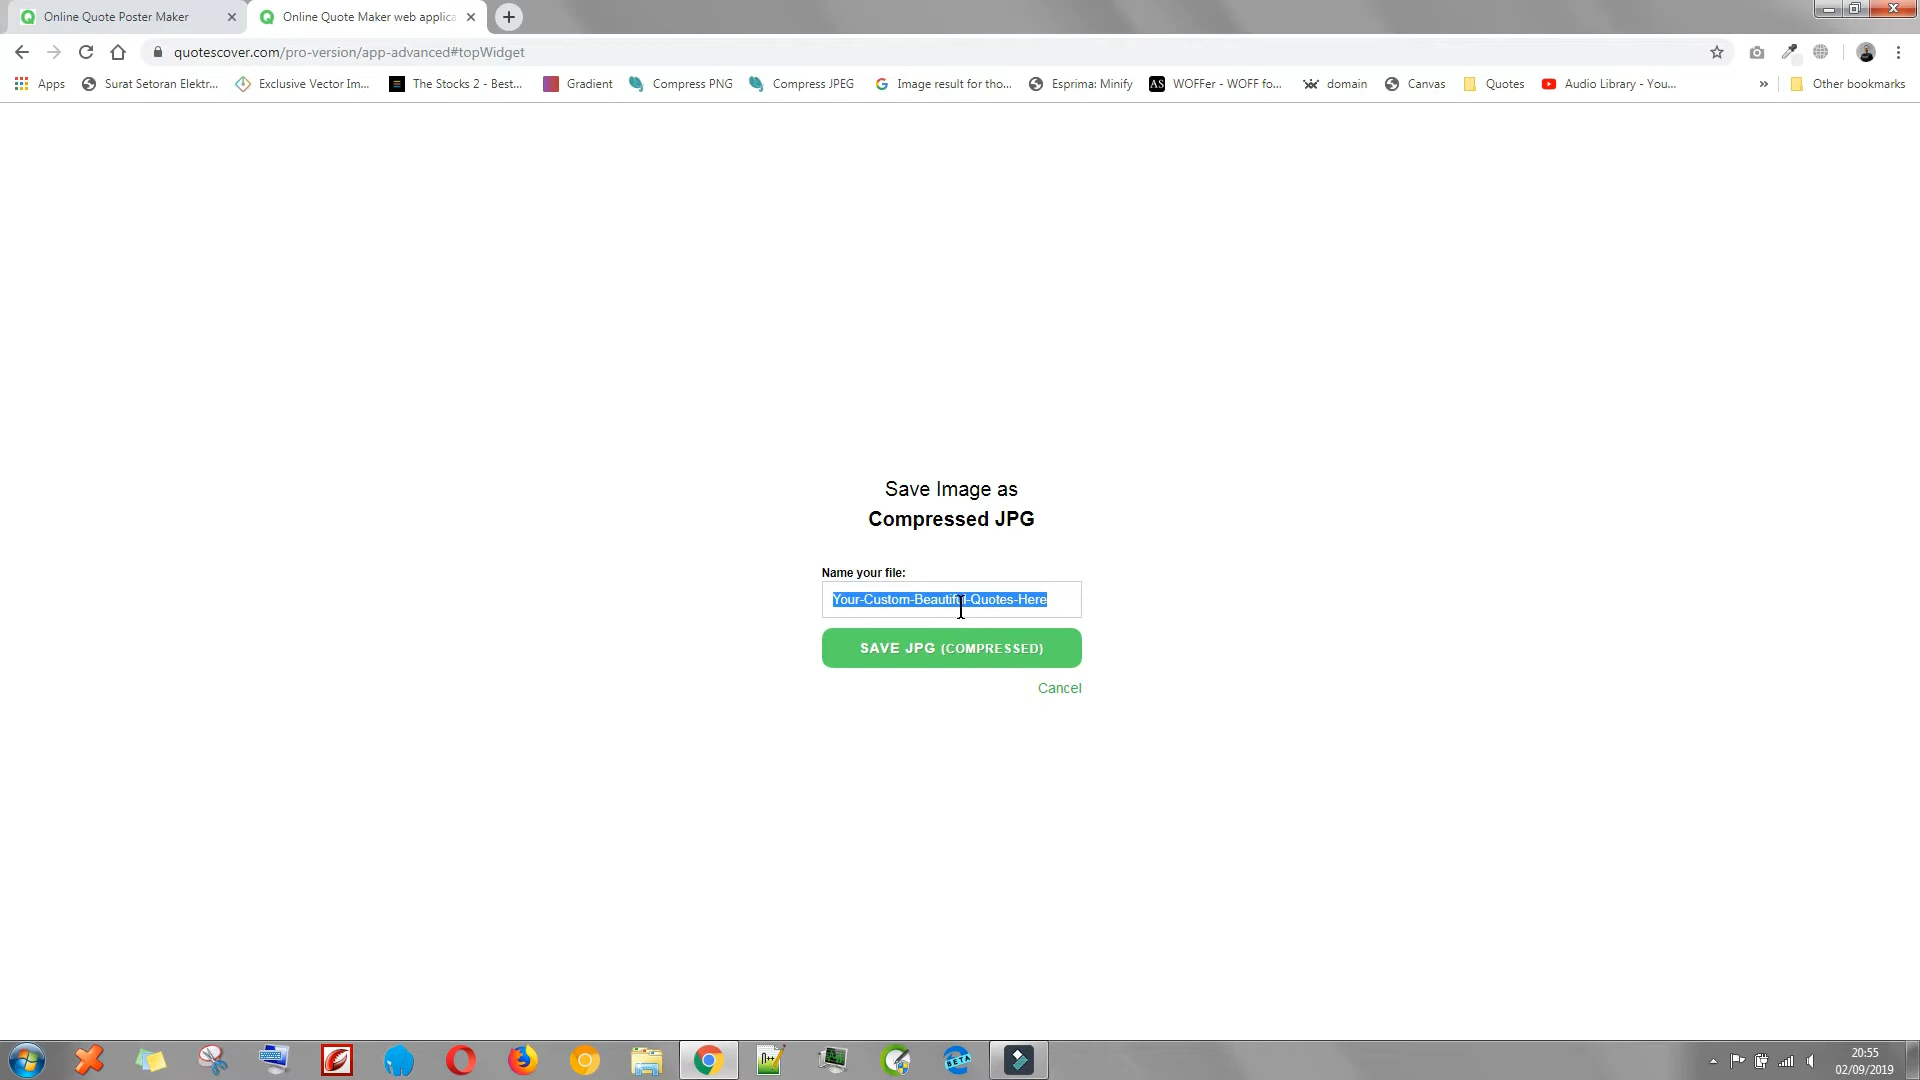 Online Quote Poster Maker
Online Quote Maker web applica
quotescover.com/pro-version/app-advanced#topWidget
Apps
Surat Setoran Elektr...
Exclusive Vector Im...
The Stocks 2 - Best...
Gradient
Compress PNG
Compress JPEG
Image result for tho...
Esprima: Minify
AS
WOFFer - WOFF fo...
domain
Canvas
Quotes
Audio Library - You...
»
Other bookmarks
Save Image as
Compressed JPG
Name your file:
Your-Custom-Beautiful-Quotes-Here
SAVE JPG (COMPRESSED)
Cancel
BETA
20:55
02/09/2019